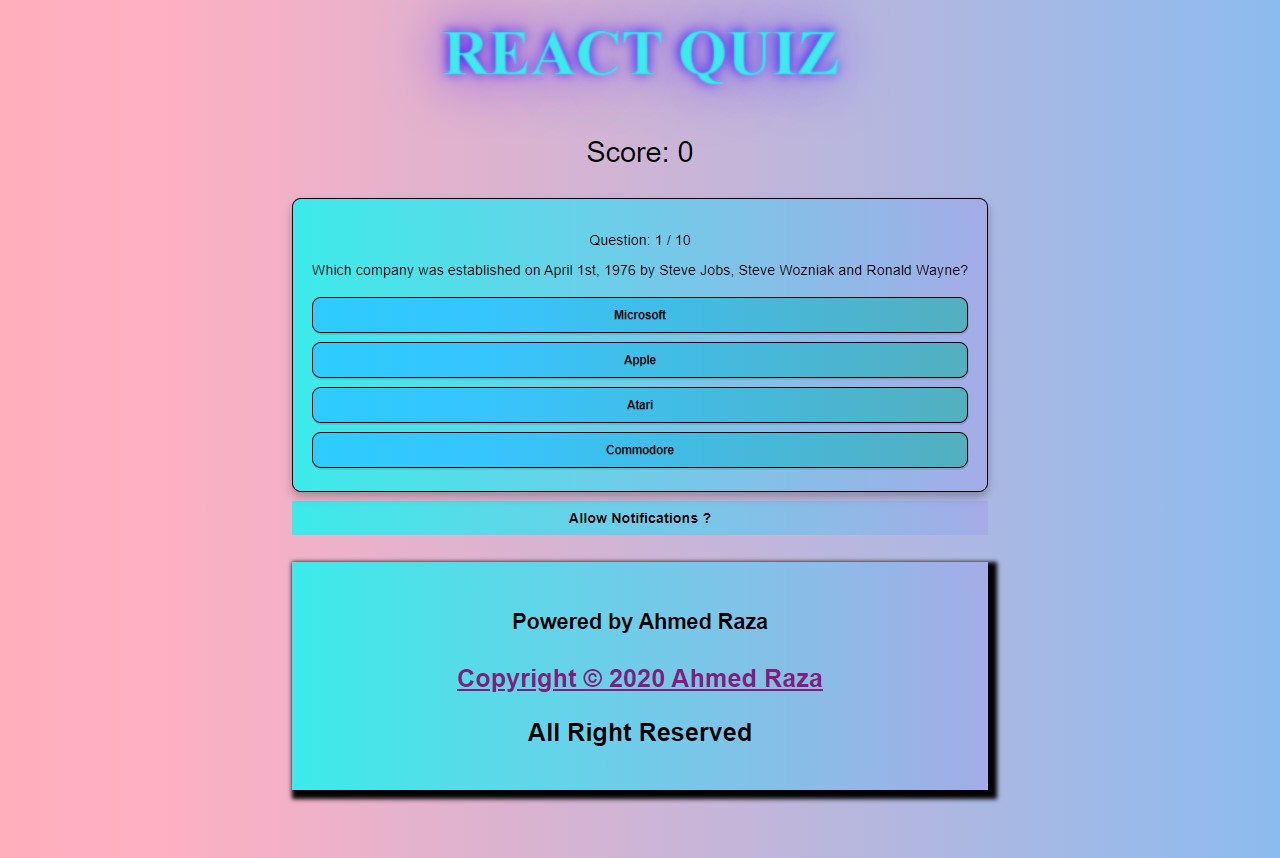 REACT QUIZ
Score: 0
Question: 1 / 10
Which company was established on April 1st, 1976 by Steve Jobs, Steve Wozniak and Ronald Wayne?
Microsoft
Apple
Atari
Commodore
Allow Notifications ?
Powered by Ahmed Raza
Copyright © 2020 Ahmed Raza
All Right Reserved